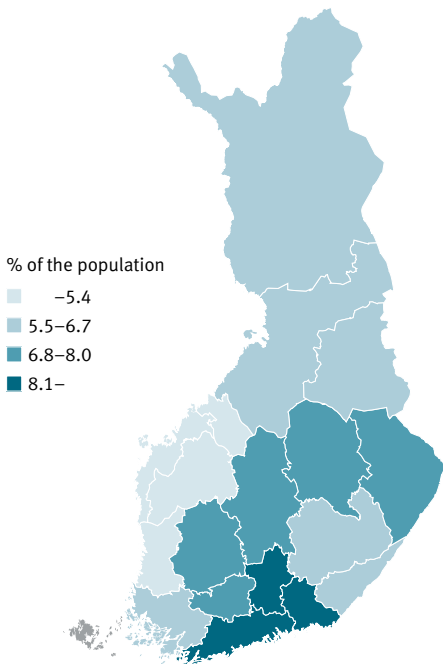 % of the population
–5.4
5.5–6.7
6.8–8.0
8.1–